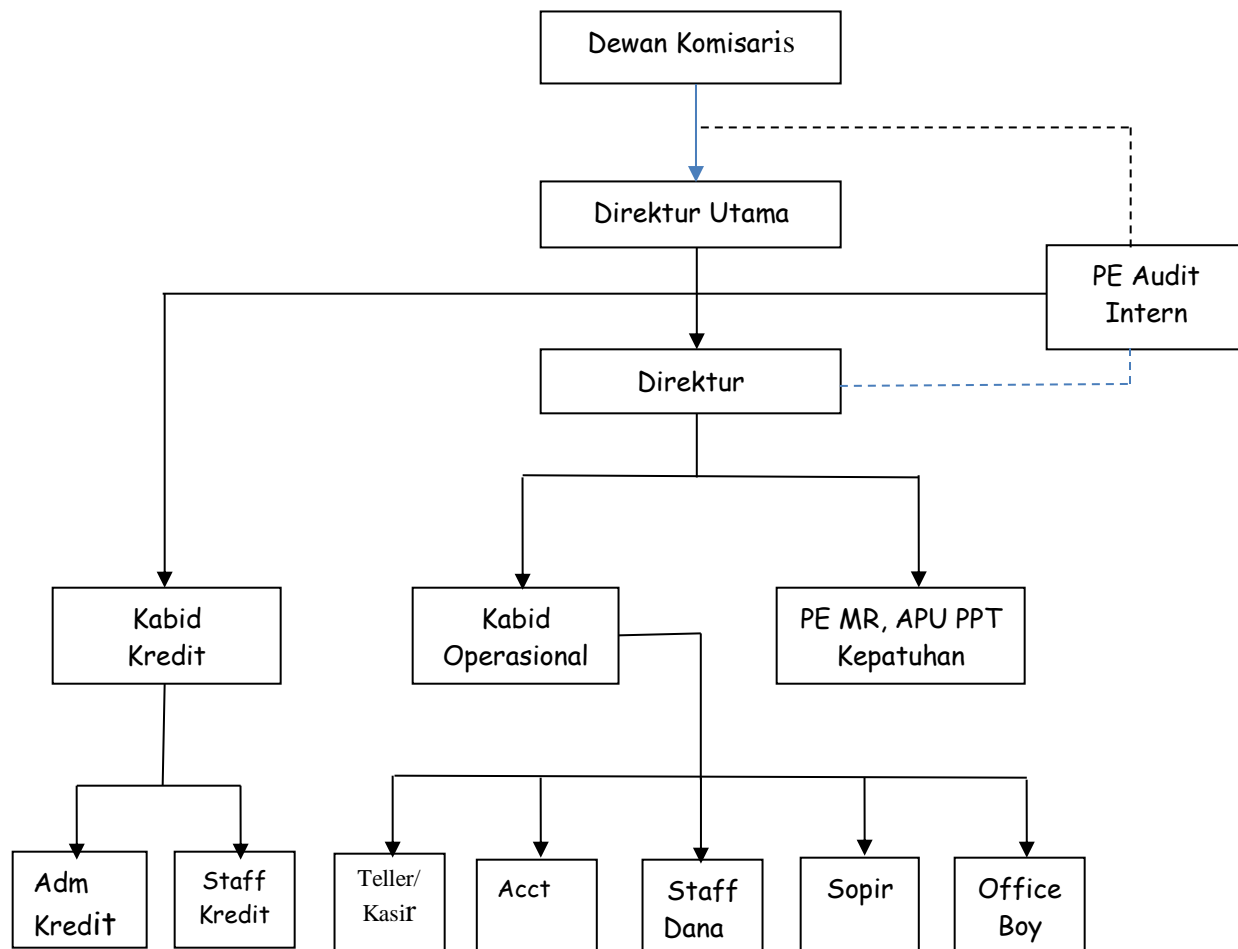 Dewan Komisaris
Direktur Utama
PE Audit
Intern
Direktur
Kabid
Kredit
Kabid
Operasional
PE MR, APU PPT
Kepatuhan
Adm
Kredit
Staff
Kredit
Teller/
Kasir
Acct
Staff
Dana
Sopir
Office
Boy